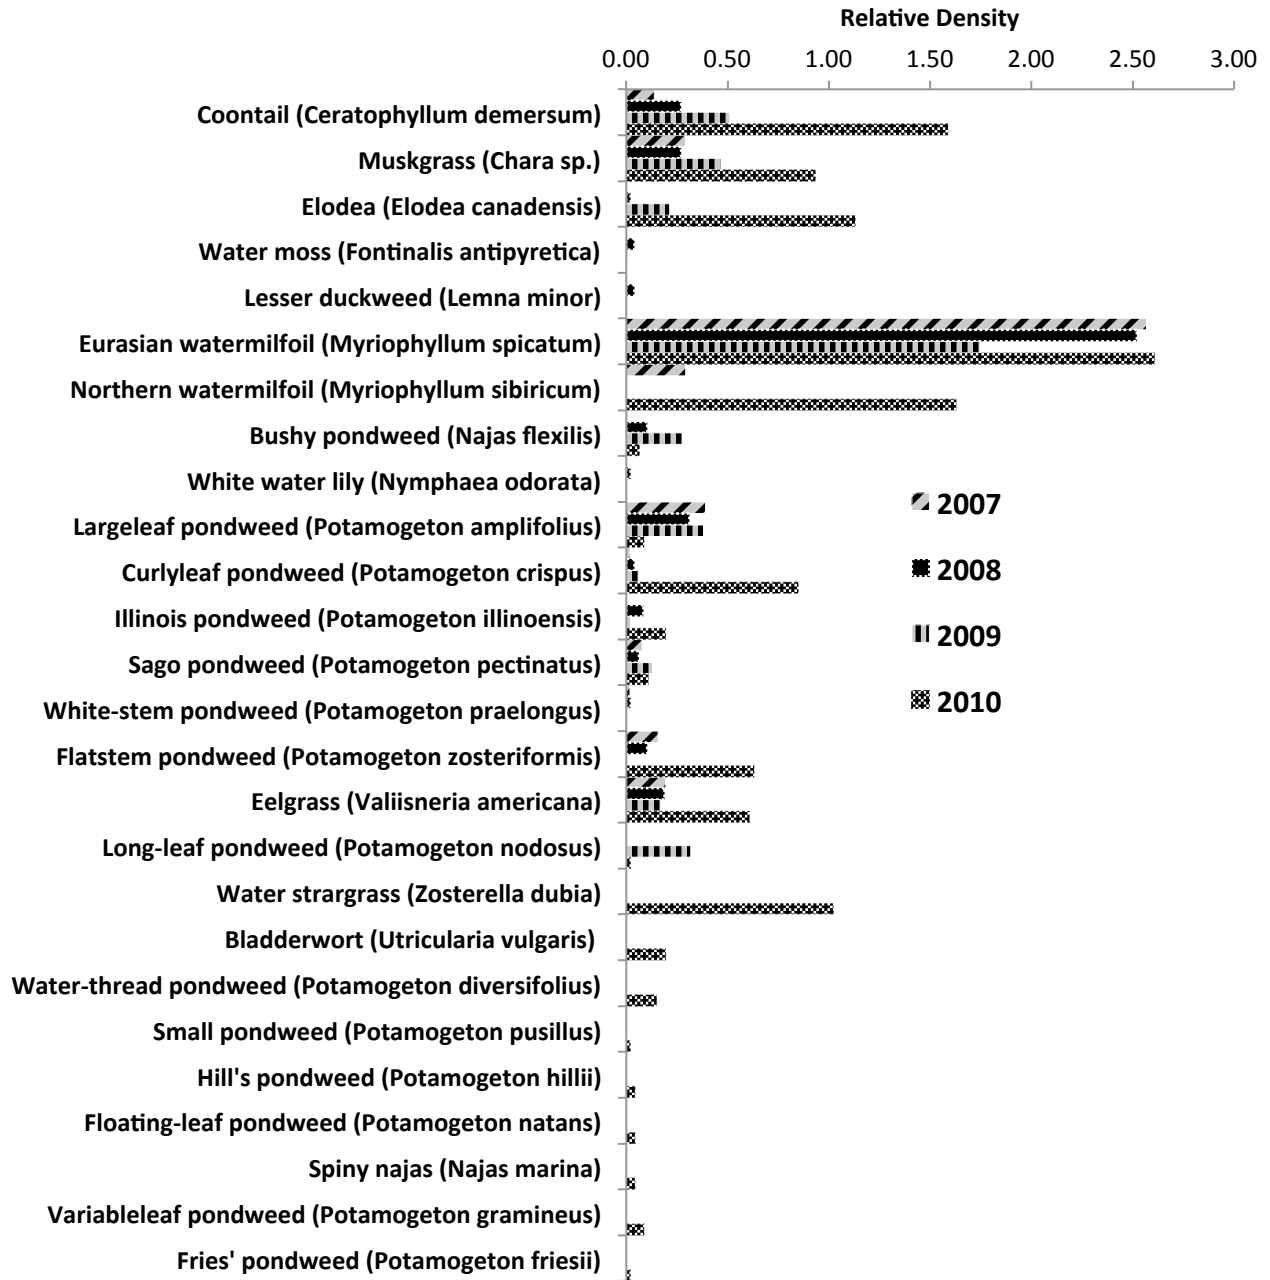 Relative Density
0.00 0.50 1.00 1.50 2.00 2.50 3.00
Coontail (Ceratophyllum demersum)
Muskgrass (Chara sp.)
Elodea (Elodea canadensis)
Water moss (Fontinalis antipyretica)
Lesser duckweed (Lemna minor)
Eurasian watermilfoil (Myriophyllum spicatum)
Northern watermilfoil (Myriophyllum sibiricum)
Bushy pondweed (Najas flexilis)
White water lily (Nymphaea odorata)
Largeleaf pondweed (Potamogeton amplifolius)
Curlyleaf pondweed (Potamogeton crispus)
Illinois pondweed (Potamogeton illinoensis)
Sago pondweed (Potamogeton pectinatus)
White-stem pondweed (Potamogeton praelongus)
Flatstem pondweed (Potamogeton zosteriformis)
Eelgrass (Valiisneria americana)
Long-leaf pondweed (Potamogeton nodosus)
Water strargrass (Zosterella dubia)
Bladderwort (Utricularia vulgaris)
Water-thread pondweed (Potamogeton diversifolius)
Small pondweed (Potamogeton pusillus)
Hill's pondweed (Potamogeton hillii)
Floating-leaf pondweed (Potamogeton natans)
Spiny najas (Najas marina)
Variableleaf pondweed (Potamogeton gramineus)
Fries' pondweed (Potamogeton friesii)
2007
2008
2009
2010